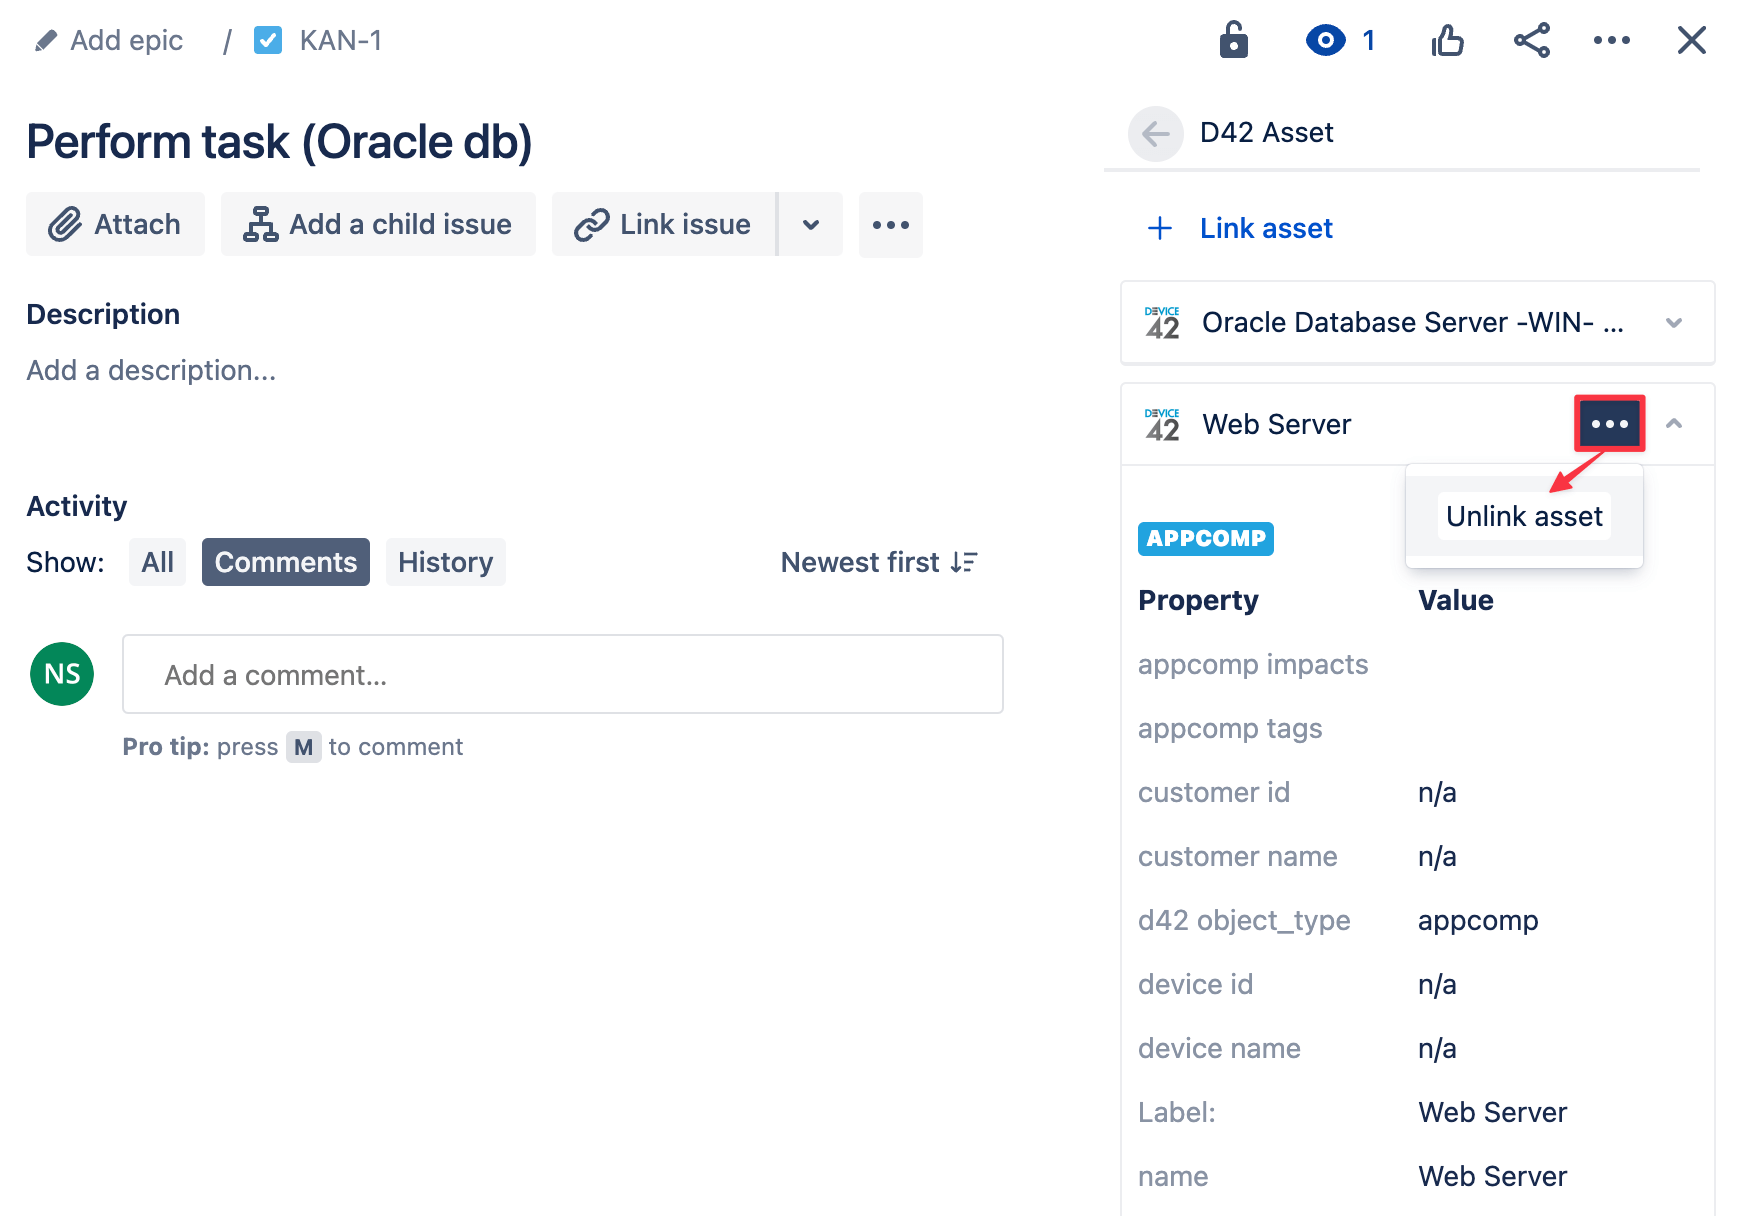 Add epic / KAN-1
1
Perform task (Oracle db)
Attach
Add a child issue
Link issue
Description
Add a description...
Activity
Show:
All
Comments
History
Newest first
NS
Add a comment...
Pro tip: press M to comment
D42 Asset
+ Link asset
DEVICE
42
Oracle Database Server -WIN- ...
DEVICE
42
Web Server
Unlink asset
APPCOMP
Property Value
appcomp impacts
appcomp tags
customer id n/a
customer name n/a
d42 object_type appcomp
device id n/a
device name n/a
Label: Web Server
name Web Server